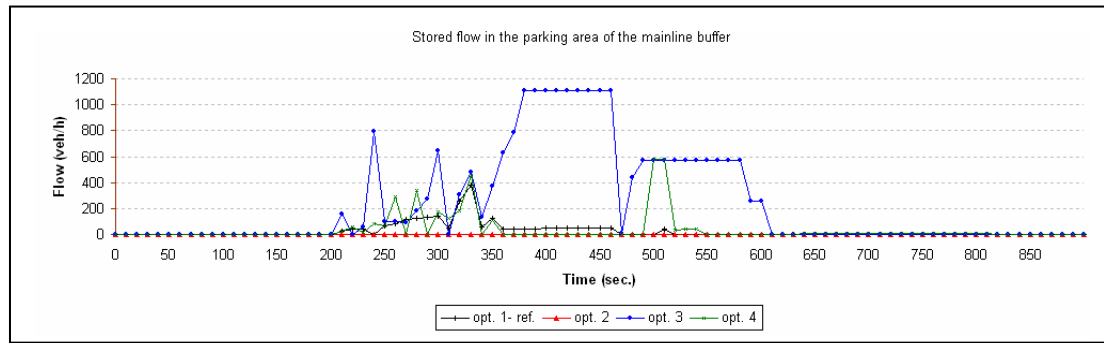 Stored flow in the parking area of the mainline buffer
Flow (veh/h)
1200
1000
800
600
400
200
0
0 50 100 150 200 250 300 350 400 450 500 550 600 650 700 750 800 850
Time (sec.)
opt. 1- ref. opt. 2 opt. 3 opt. 4